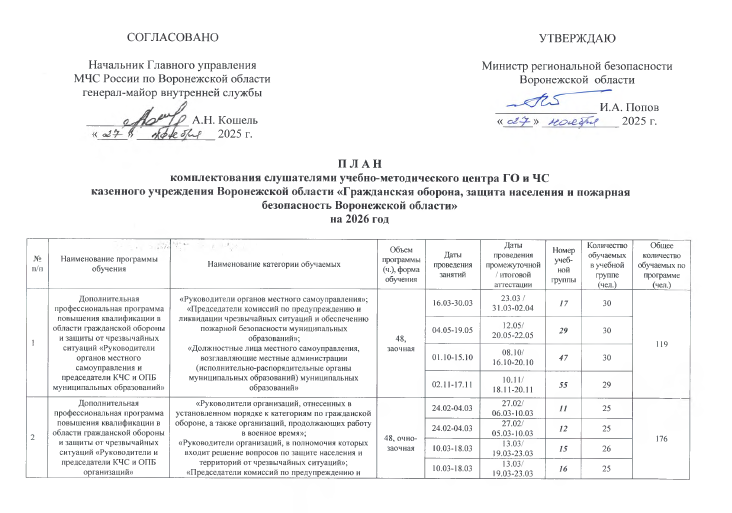 СОГЛАСОВАНО
Начальник Главного управления
МЧС России по Воронежской области
генерал-майор внутренней службы
А.Н. Кошель
« 27 » ноября 2025 г.
УТВЕРЖДАЮ
Министр региональной безопасности
Воронежской области
И.А. Попов
« 27 » ноября 2025 г.
П Л А Н
комплектования слушателями учебно-методического центра ГО и ЧС
казенного учреждения Воронежской области «Гражданская оборона, защита населения и пожарная
безопасность Воронежской области»
на 2026 год
№
п/п
Наименование программы
обучения
Наименование категории обучаемых
Объем
программы
(ч.), форма
обучения
Даты
проведения
занятий
Даты
проведения
промежуточной
/ итоговой
аттестации
Номер
учеб-
ной
группы
Количество
обучаемых
в учебной
группе
(чел.)
Общее
количество
обучаемых по
программе
(чел.)
1
Дополнительная
профессиональная программа
повышения квалификации в
области гражданской обороны
и защиты от чрезвычайных
ситуаций «Руководители
органов местного
самоуправления и
председатели КЧС и ОПБ
муниципальных образований»
«Руководители органов местного самоуправления»;
«Председатели комиссий по предупреждению и
ликвидации чрезвычайных ситуаций и обеспечению
пожарной безопасности муниципальных
образований»;
«Должностные лица местного самоуправления,
возглавляющие местные администрации
(исполнительно-распорядительные органы
муниципальных образований) муниципальных
образований»
48,
заочная
16.03-30.03
23.03 /
31.03-02.04
17
30
04.05-19.05
12.05/
20.05-22.05
29
30
01.10-15.10
08.10/
16.10-20.10
47
30
02.11-17.11
10.11/
18.11-20.11
55
29
119
2
Дополнительная
профессиональная программа
повышения квалификации в
области гражданской обороны
и защиты от чрезвычайных
ситуаций «Руководители и
председатели КЧС и ОПБ
организаций»
«Руководители организаций, отнесенных в
установленном порядке к категориям по гражданской
обороне, а также организаций, продолжающих работу
в военное время»;
«Руководители организаций, в полномочия которых
входит решение вопросов по защите населения и
территорий от чрезвычайных ситуаций»;
«Председатели комиссий по предупреждению и
48, очно-
заочная
24.02-04.03
27.02/
06.03-10.03
11
25
24.02-04.03
27.02/
05.03-10.03
12
25
10.03-18.03
13.03/
19.03-23.03
15
26
10.03-18.03
13.03/
19.03-23.03
16
25
176